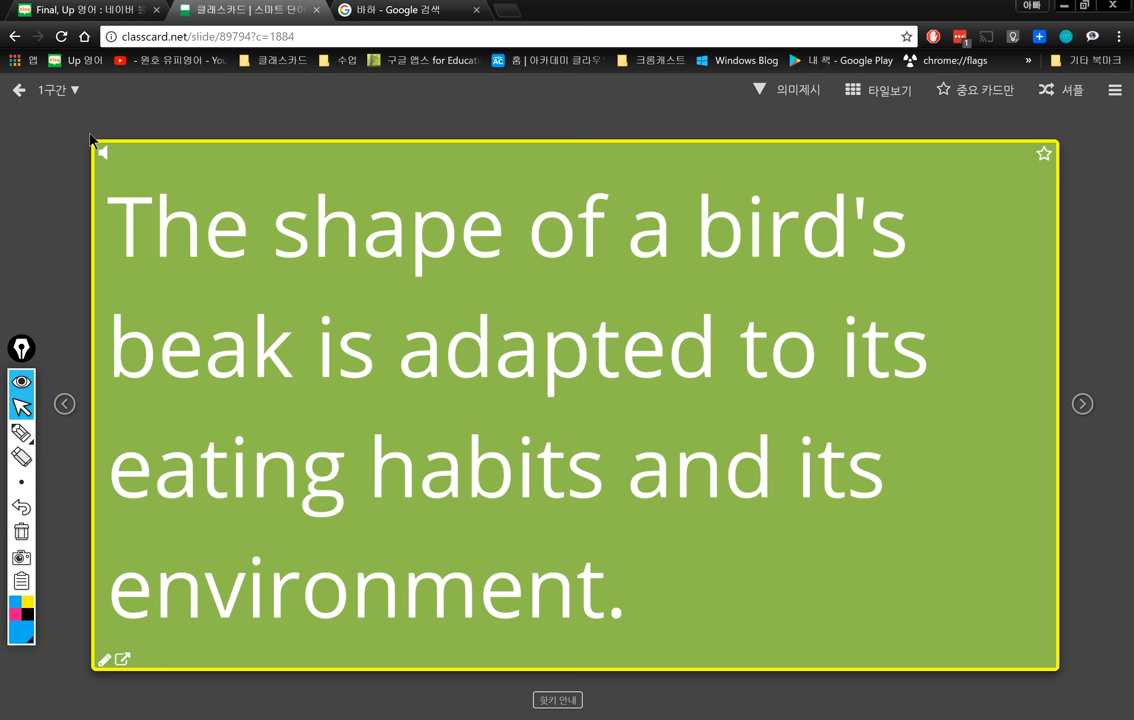 Final, Up 영어 : 네이버 블
클래스카드 | 스마트 단어
바하 - Google 검색
아빠
classcard.net/slide/89794?c=1884
1
앱
Up 영어
- 원호 유피영어 - You
클래스카드
수업
구글 앱스 for Educati
홈 | 아카데미 클라우
크롬캐스트
Windows Blog
내 책 - Google Play
chrome://flags
»
기타 북마크
1구간 ▼
▼ 의미제시
타일보기
중요 카드만
셔플
The shape of a bird's
beak is adapted to its
eating habits and its
environment.
핫키 안내